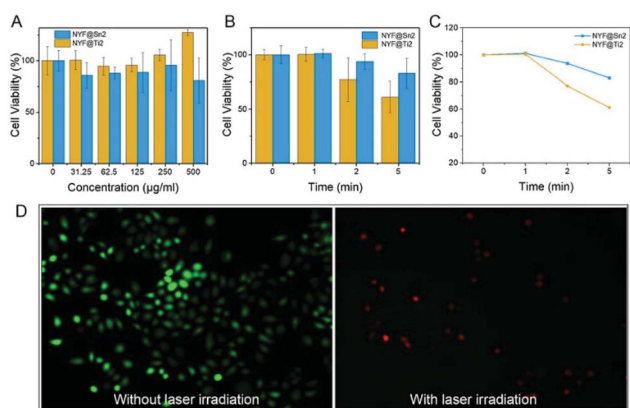 A
NYF@Sn2
NYF@Ti2
Cell Viability (%)
100
50
0
0 31.25 62.5 125 250 500
Concentration (µg/ml)
B
NYF@Sn2
NYF@Ti2
Cell Viability (%)
100
50
0
0 1 2 5
Time (min)
C
NYF@Sn2
NYF@Ti2
Cell Viability (%)
120
100
80
60
40
20
0 1 2 5
Time (min)
D
Without laser irradiation
With laser irradiation